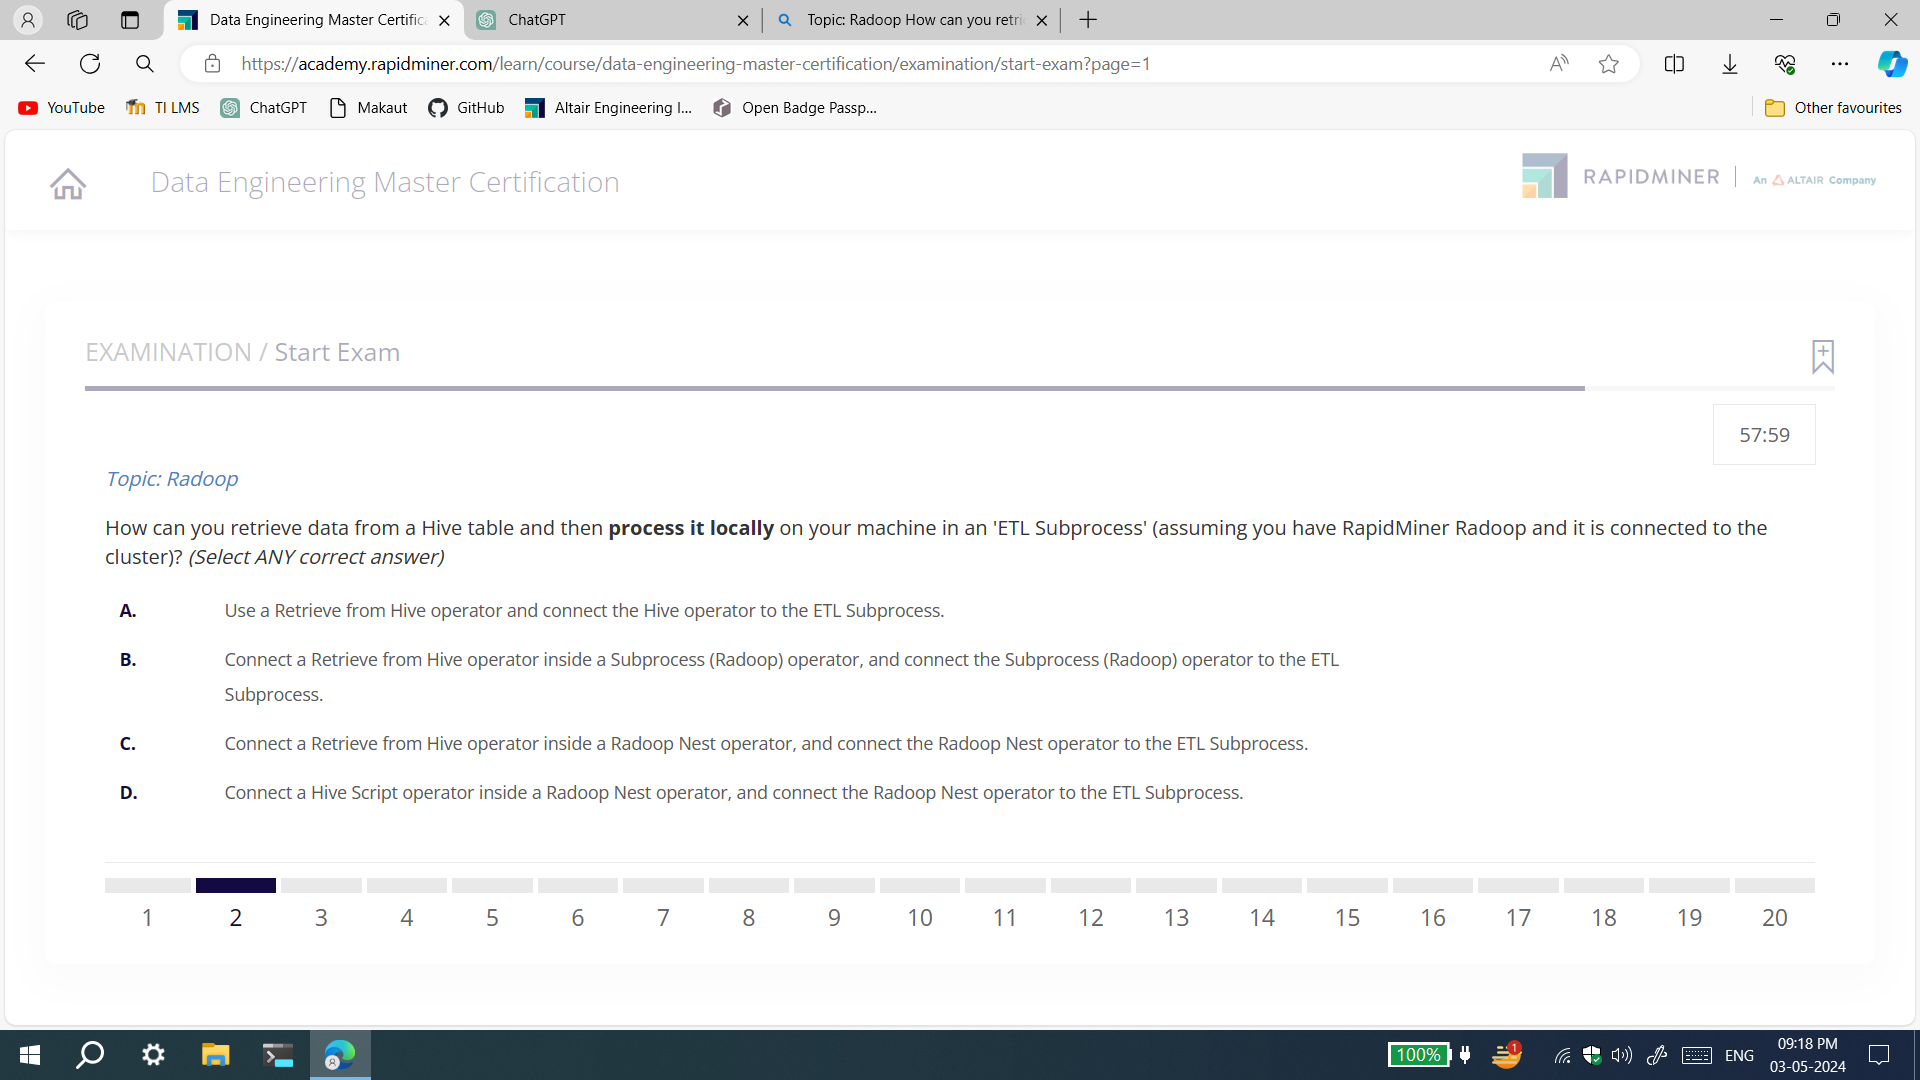 Data Engineering Master Certifica
ChatGPT
Topic: Radoop How can you retri
https://academy.rapidminer.com/learn/course/data-engineering-master-certification/examination/start-exam?page=1
YouTube
TI LMS
ChatGPT
Makaut
GitHub
Altair Engineering I...
Open Badge Passp...
Other favourites
Data Engineering Master Certification
RAPIDMINER
An ALTAIR Company
EXAMINATION / Start Exam
57:59
Topic: Radoop
How can you retrieve data from a Hive table and then process it locally on your machine in an 'ETL Subprocess' (assuming you have RapidMiner Radoop and it is connected to the
cluster)? (Select ANY correct answer)
A. Use a Retrieve from Hive operator and connect the Hive operator to the ETL Subprocess.
B. Connect a Retrieve from Hive operator inside a Subprocess (Radoop) operator, and connect the Subprocess (Radoop) operator to the ETL
Subprocess.
C. Connect a Retrieve from Hive operator inside a Radoop Nest operator, and connect the Radoop Nest operator to the ETL Subprocess.
D. Connect a Hive Script operator inside a Radoop Nest operator, and connect the Radoop Nest operator to the ETL Subprocess.
1 2 3 4 5 6 7 8 9 10 11 12 13 14 15 16 17 18 19 20
100%
1
ENG
09:18 PM
03-05-2024